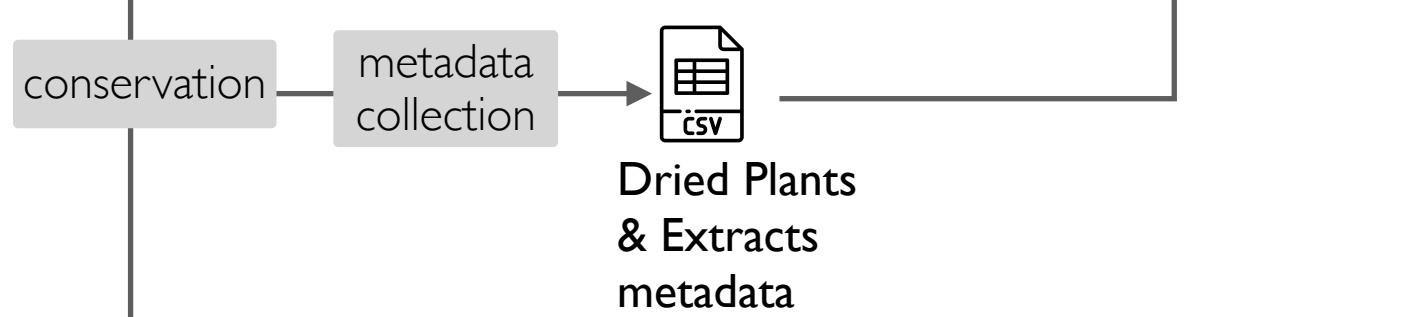 conservation
metadata
collection
CSV
Dried Plants
& Extracts
metadata